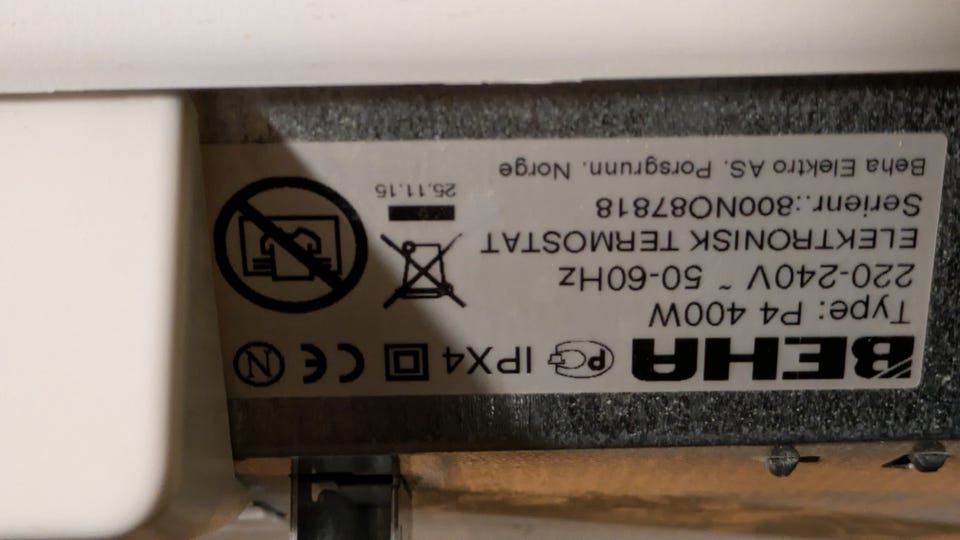 BEHA IPX4
Type: P4 400W
220-240V ~ 50-60Hz
ELEKTRONISK TERMOSTAT
Serienr.:800NO87818
25.11.15
Beha Elektro AS. Porsgrunn. Norge